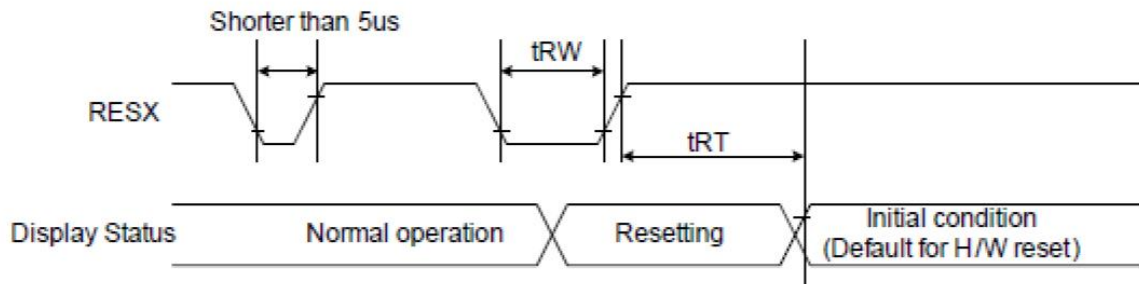 Shorter than 5us
tRW
RESX
tRT
Display Status
Normal operation
Resetting
Initial condition
(Default for H/W reset)